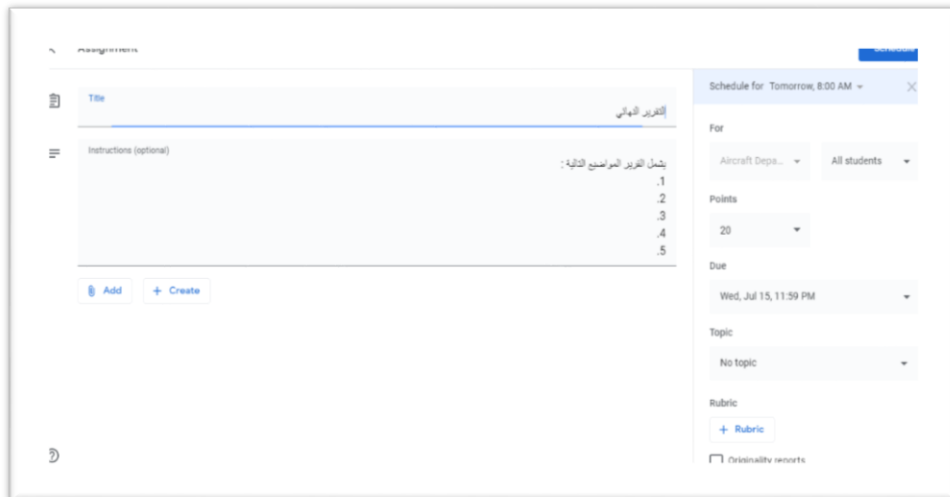 Assignment
Schedule
Title
التقرير النهائي
Instructions (optional)
يشمل القرير المواضيع التالية :
.1
.2
.3
.4
.5
Add
+ Create
Schedule for Tomorrow, 8:00 AM
For
Aircraft Depa...
All students
Points
20
Due
Wed, Jul 15, 11:59 PM
Topic
No topic
Rubric
+ Rubric
Originality reports